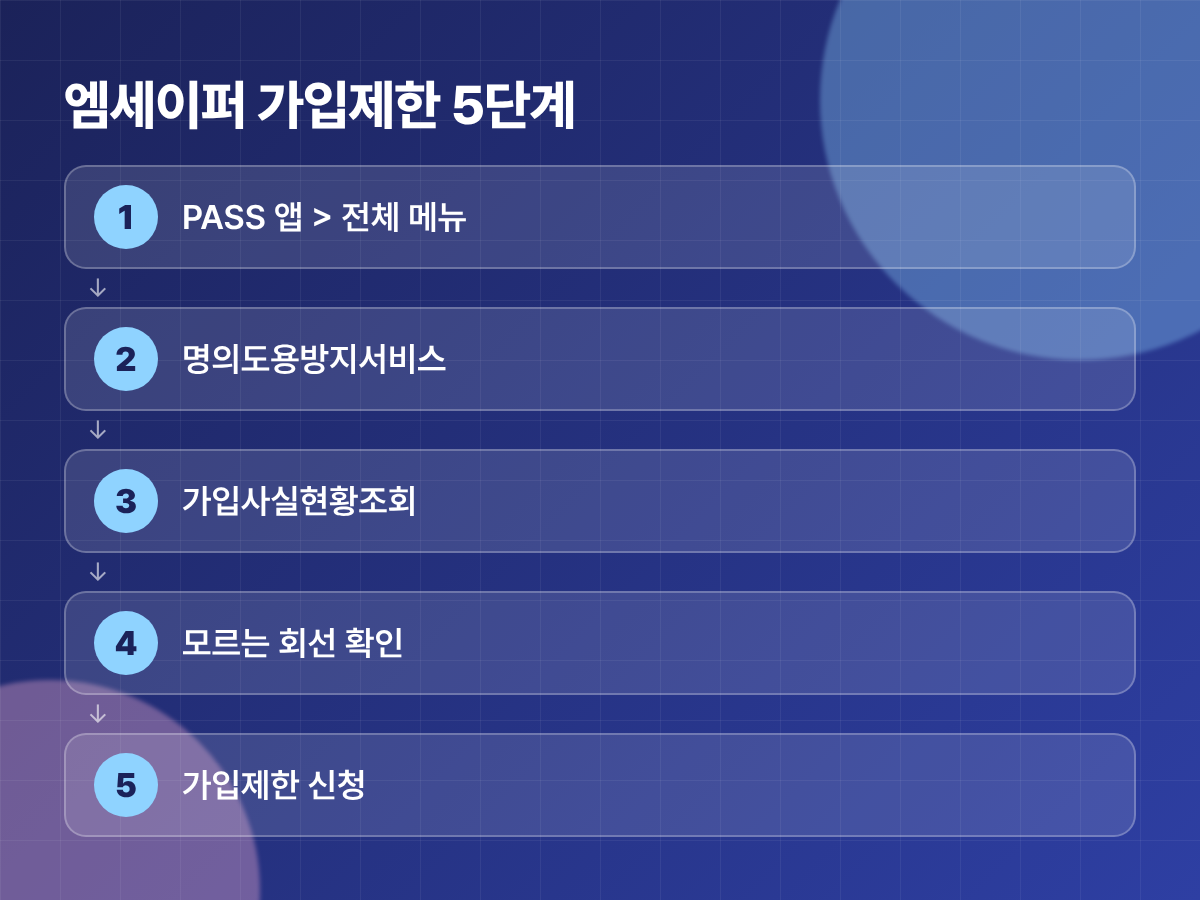 엠세이퍼 가입제한 5단계
1 PASS 앱 > 전체 메뉴
↓
2 명의도용방지서비스
↓
3 가입사실현황조회
↓
4 모르는 회선 확인
↓
5 가입제한 신청